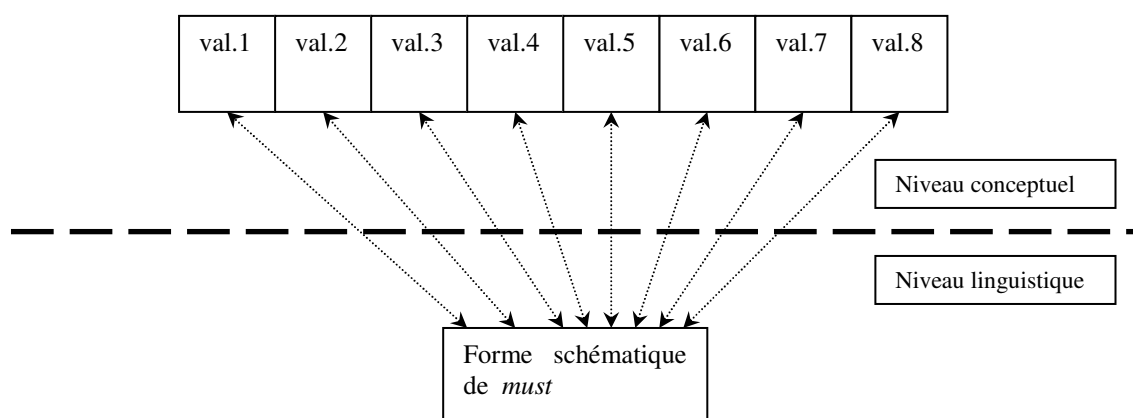 val.1 val.2 val.3 val.4 val.5 val.6 val.7 val.8
Niveau conceptuel
Niveau linguistique
Forme schématique
de must